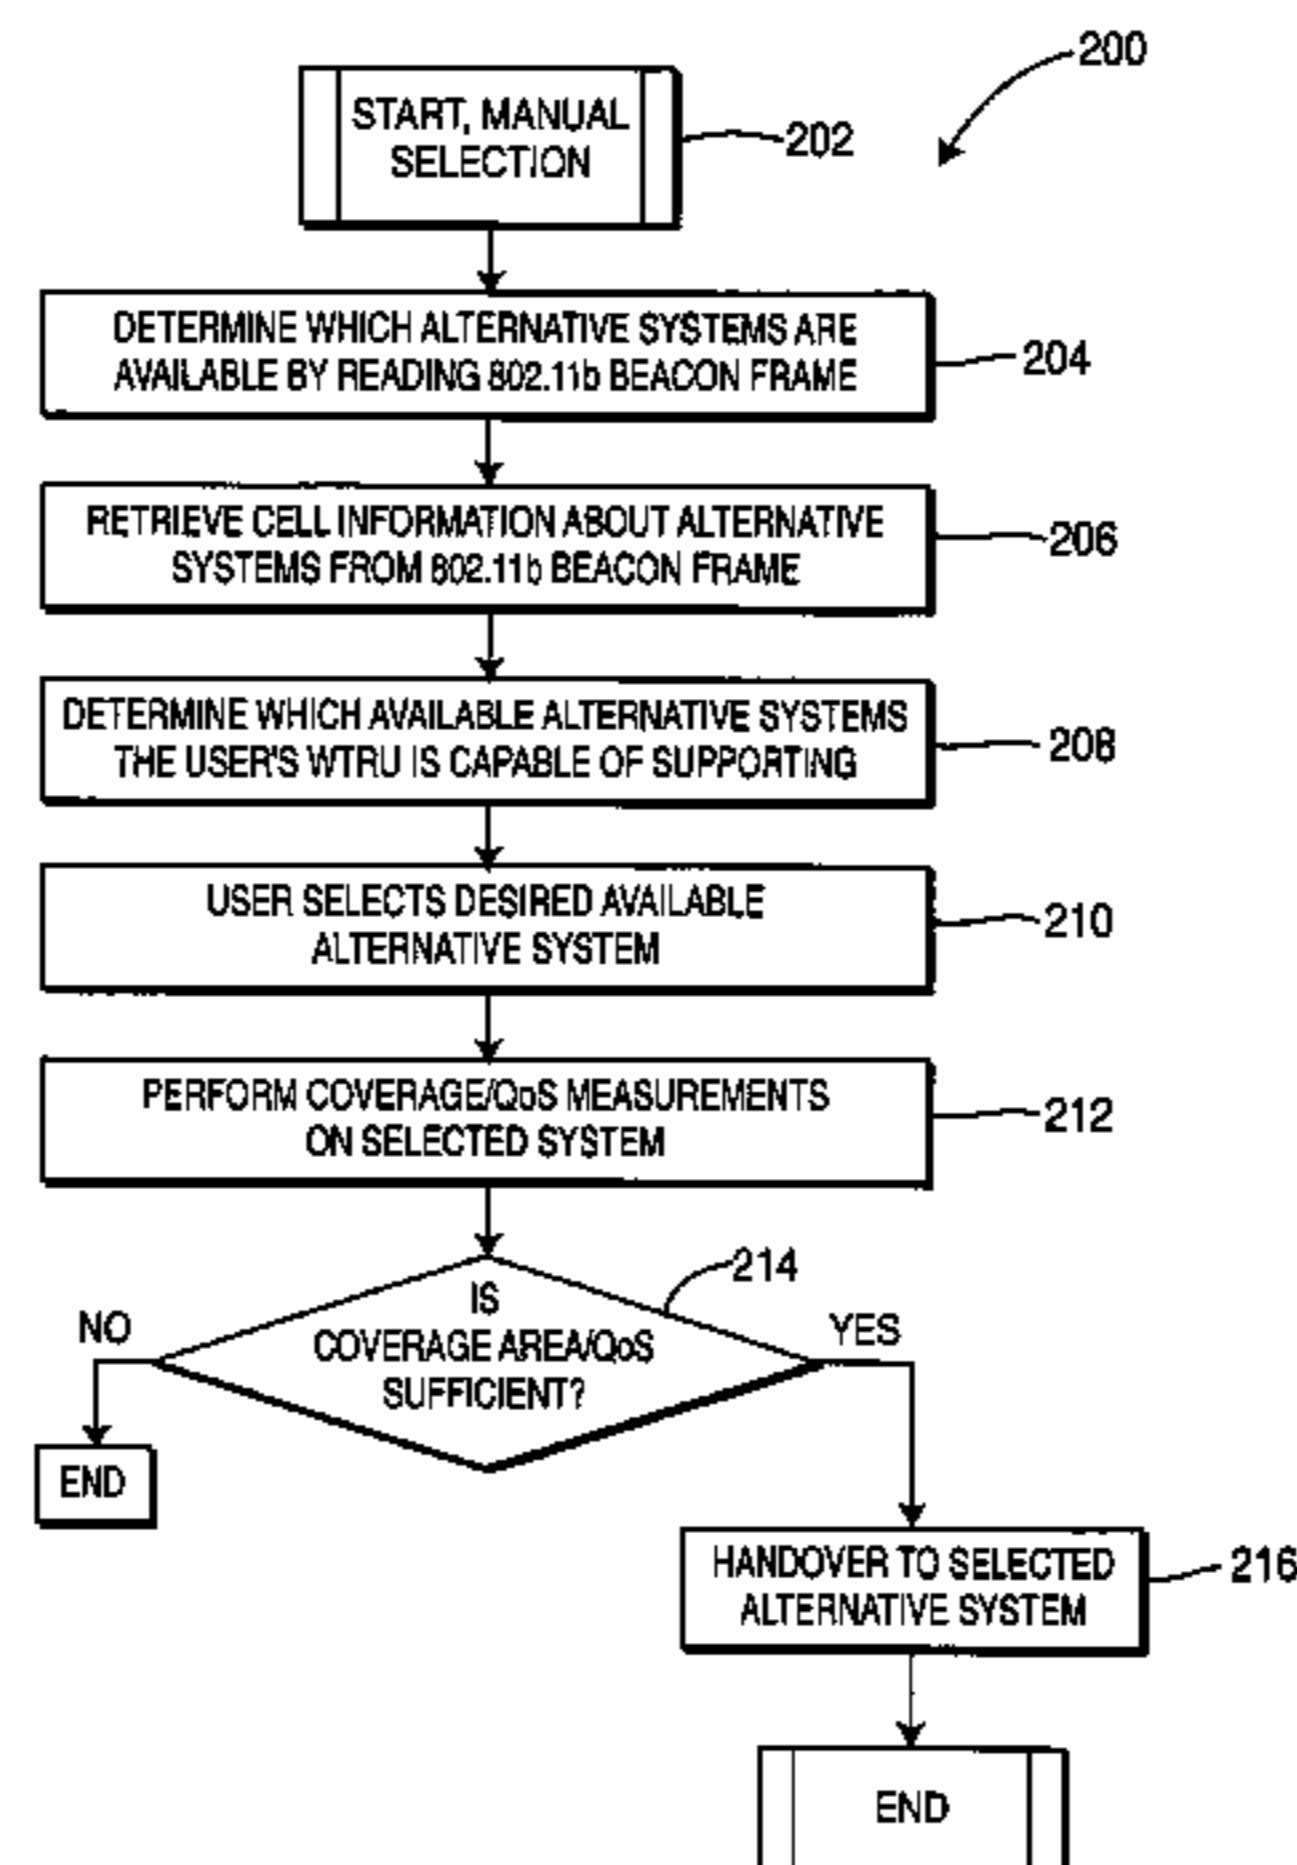 200
START, MANUAL
SELECTION
202
DETERMINE WHICH ALTERNATIVE SYSTEMS ARE
AVAILABLE BY READING 802.11b BEACON FRAME
204
RETRIEVE CELL INFORMATION ABOUT ALTERNATIVE
SYSTEMS FROM 802.11b BEACON FRAME
206
DETERMINE WHICH AVAILABLE ALTERNATIVE SYSTEMS
THE USER'S WTRU IS CAPABLE OF SUPPORTING
208
USER SELECTS DESIRED AVAILABLE
ALTERNATIVE SYSTEM
210
PERFORM COVERAGE/QoS MEASUREMENTS
ON SELECTED SYSTEM
212
214
IS
COVERAGE AREA/QoS
SUFFICIENT?
NO
YES
END
HANDOVER TO SELECTED
ALTERNATIVE SYSTEM
216
END